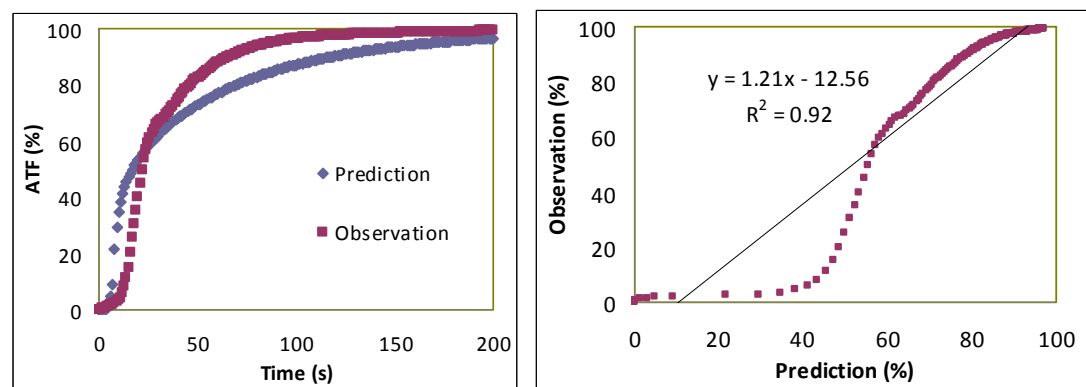 100
80
60
40
20
0
ATF (%)
Prediction
Observation
0 50 100 150 200
Time (s)
100
80
60
40
20
0
Observation (%)
y = 1.21x - 12.56
R² = 0.92
0 20 40 60 80 100
Prediction (%)